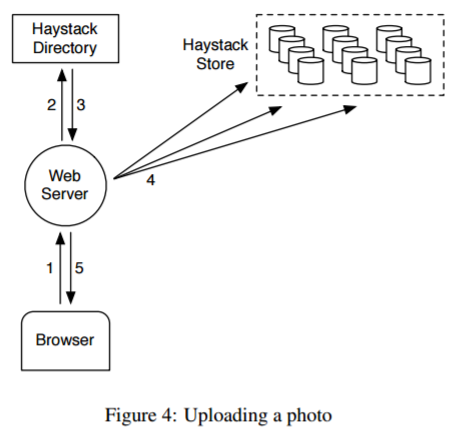 Haystack
Directory
Haystack
Store
2
3
Web
Server
4
1
5
Browser
Figure 4: Uploading a photo